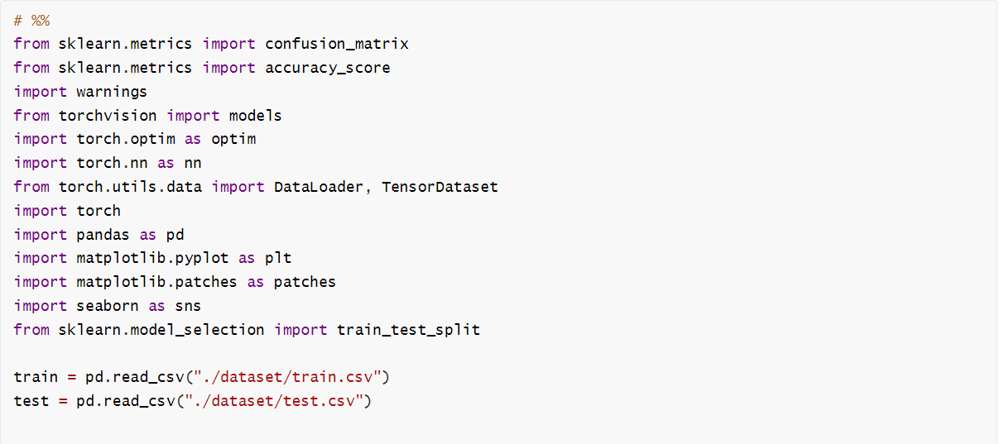 # %%
from sklearn.metrics import confusion_matrix
from sklearn.metrics import accuracy_score
import warnings
from torchvision import models
import torch.optim as optim
import torch.nn as nn
from torch.utils.data import DataLoader, TensorDataset
import torch
import pandas as pd
import matplotlib.pyplot as plt
import matplotlib.patches as patches
import seaborn as sns
from sklearn.model_selection import train_test_split
train = pd.read_csv("./dataset/train.csv")
test = pd.read_csv("./dataset/test.csv")